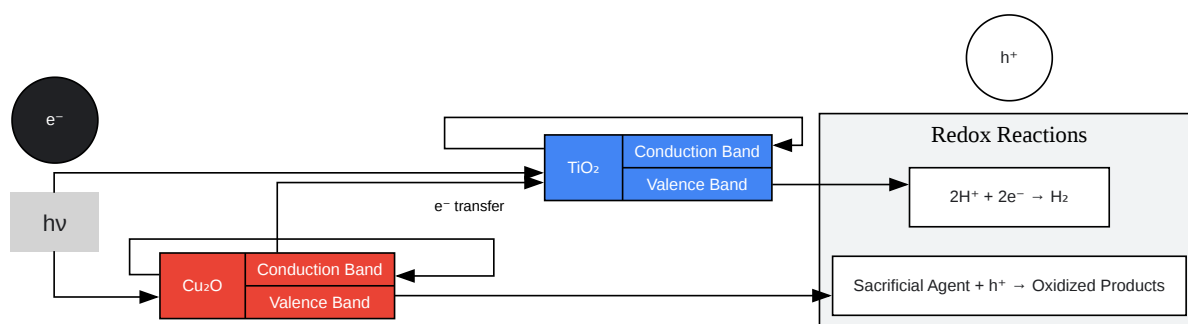 h⁺
e⁻
Redox Reactions
TiO₂
Conduction Band
Valence Band
2H⁺ + 2e⁻ → H₂
e⁻ transfer
hν
Cu₂O
Conduction Band
Valence Band
Sacrificial Agent + h⁺ → Oxidized Products